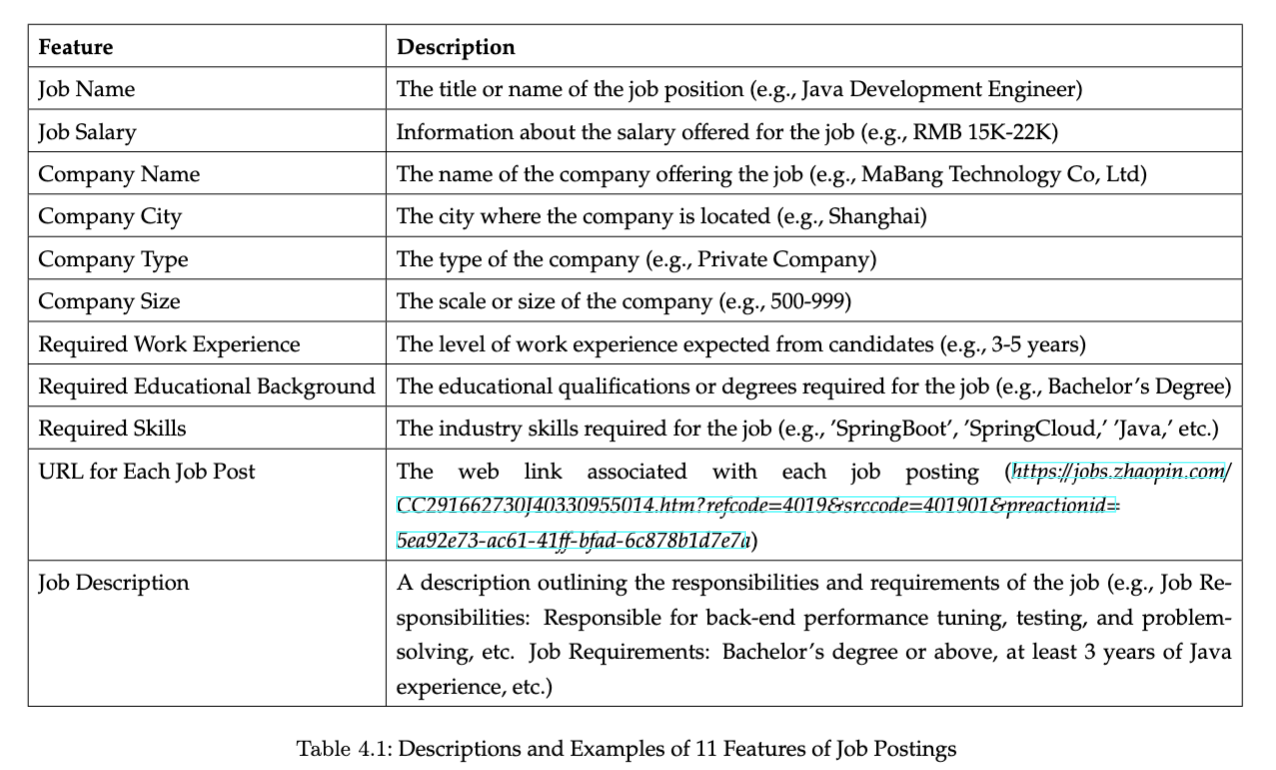 Feature Description
Job Name The title or name of the job position (e.g., Java Development Engineer)
Job Salary Information about the salary offered for the job (e.g., RMB 15K-22K)
Company Name The name of the company offering the job (e.g., MaBang Technology Co, Ltd)
Company City The city where the company is located (e.g., Shanghai)
Company Type The type of the company (e.g., Private Company)
Company Size The scale or size of the company (e.g., 500-999)
Required Work Experience The level of work experience expected from candidates (e.g., 3-5 years)
Required Educational Background The educational qualifications or degrees required for the job (e.g., Bachelor's Degree)
Required Skills The industry skills required for the job (e.g., 'SpringBoot', 'SpringCloud,' 'Java,' etc.)
URL for Each Job Post The web link associated with each job posting (https://jobs.zhaopin.com/
CC291662730J40330955014.htm?refcode=4019&srccode=401901&preactionid=
5ea92e73-ac61-41ff-bfad-6c878b1d7e7a)
Job Description A description outlining the responsibilities and requirements of the job (e.g., Job Re-
sponsibilities: Responsible for back-end performance tuning, testing, and problem-
solving, etc. Job Requirements: Bachelor's degree or above, at least 3 years of Java
experience, etc.)
Table 4.1: Descriptions and Examples of 11 Features of Job Postings